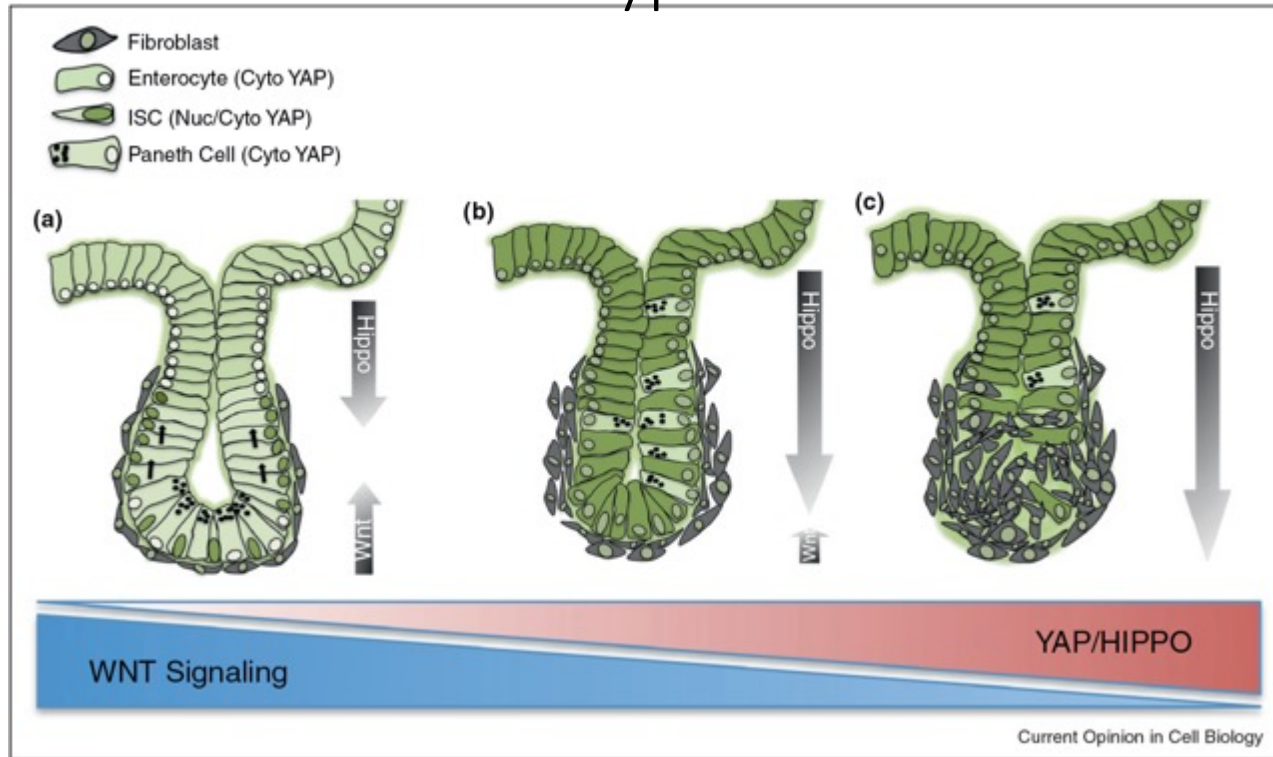 Fibroblast
Enterocyte (Cyto YAP)
ISC (Nuc/Cyto YAP)
Paneth Cell (Cyto YAP)
(a)
(b)
(c)
Hippo
Wnt
Hippo
Wnt
Hippo
YAP/HIPPO
WNT Signaling
Current Opinion in Cell Biology